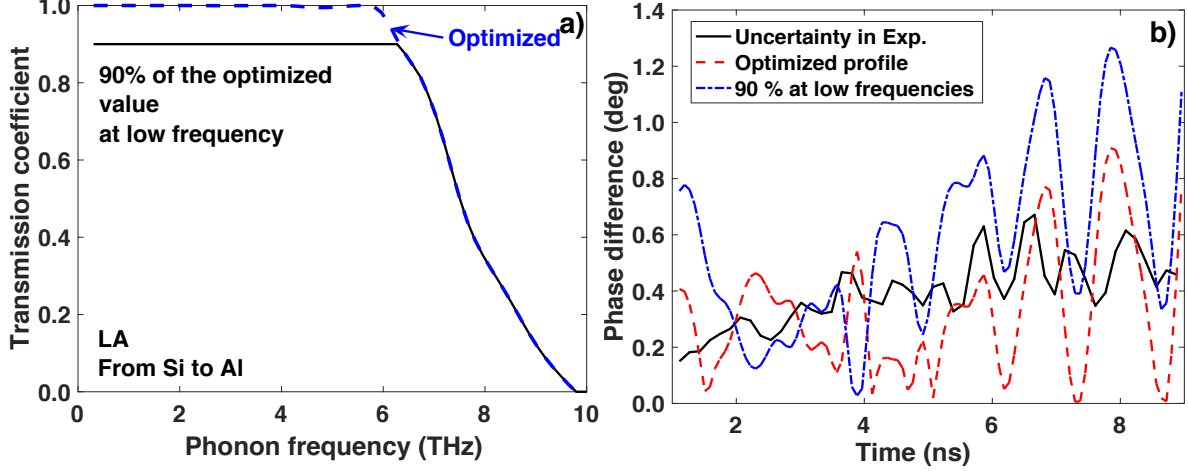 a)
Optimized
90% of the optimized
value
at low frequency
LA
From Si to Al
Transmission coefficient
1.0
0.8
0.6
0.4
0.2
0.0
0
2
4
6
8
10
Phonon frequency (THz)
b)
Uncertainty in Exp.
Optimized profile
90 % at low frequencies
Phase difference (deg)
1.4
1.2
1.0
0.8
0.6
0.4
0.2
0.0
2
4
6
8
Time (ns)